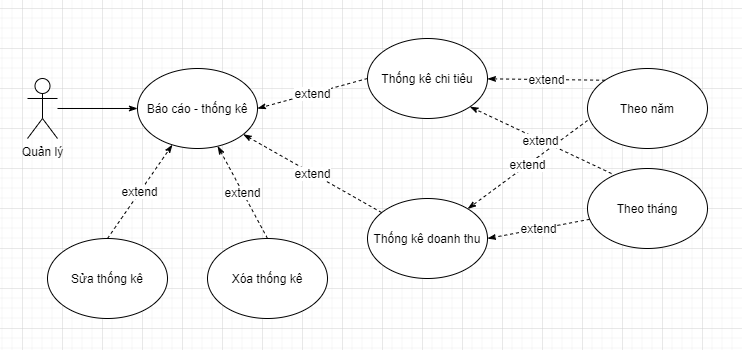 Thống kê chi tiêu
extend
extend
Báo cáo - thống kê
Theo năm
extend
Quản lý
extend
extend
extend
extend
extend
Theo tháng
extend
Thống kê doanh thu
Sửa thống kê
Xóa thống kê